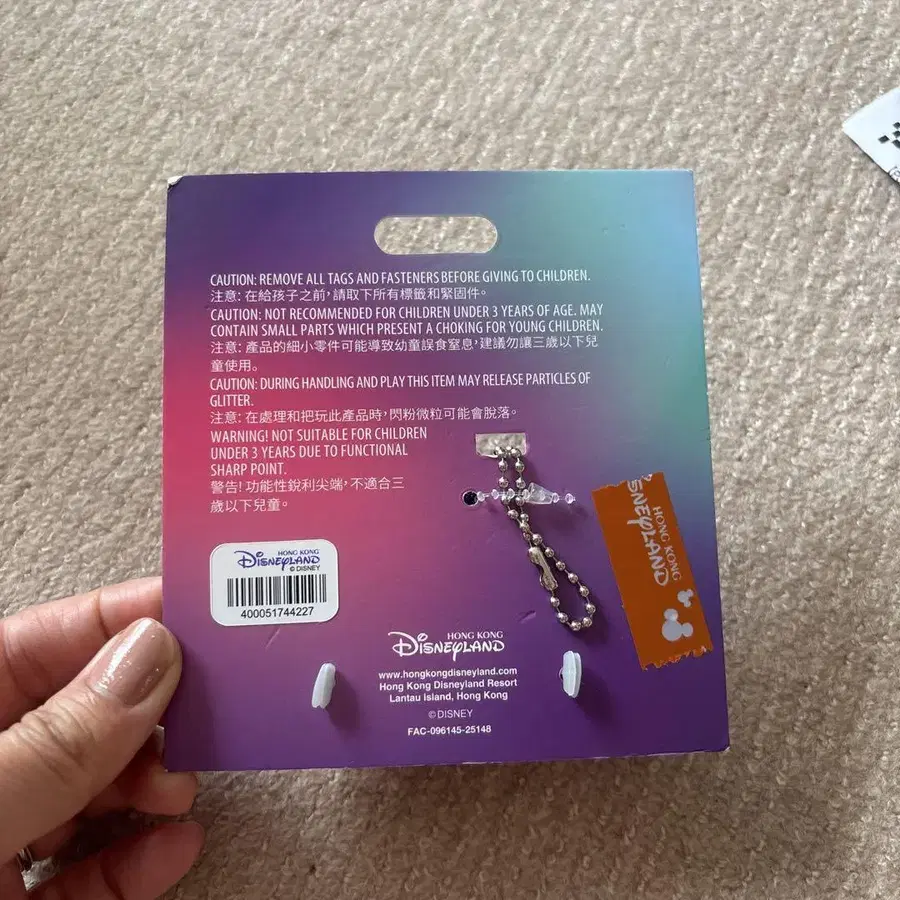 CAUTION: REMOVE ALL TAGS AND FASTENERS BEFORE GIVING TO CHILDREN.
注意: 在給孩子之前,請取下所有標籤和緊固件。
CAUTION: NOT RECOMMENDED FOR CHILDREN UNDER 3 YEARS OF AGE. MAY
CONTAIN SMALL PARTS WHICH PRESENT A CHOKING FOR YOUNG CHILDREN.
注意: 產品的細小零件可能導致幼童誤食窒息,建議勿讓三歲以下兒
童使用。
CAUTION: DURING HANDLING AND PLAY THIS ITEM MAY RELEASE PARTICLES OF
GLITTER.
注意: 在處理和把玩此產品時,閃粉微粒可能會脫落。
WARNING! NOT SUITABLE FOR CHILDREN
UNDER 3 YEARS DUE TO FUNCTIONAL
SHARP POINT.
警告! 功能性銳利尖端,不適合三
歲以下兒童。
HONG KONG
DISNEYLAND
© DISNEY
400051744227
HONG KONG
DISNEYLAND
www.hongkongdisneyland.com
Hong Kong Disneyland Resort
Lantau Island, Hong Kong
© DISNEY
FAC-096145-25148
HONG KONG
SNEYLAND